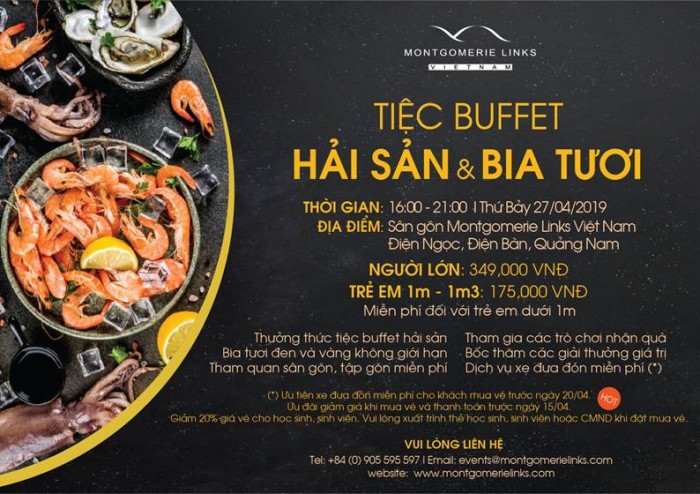 MONTGOMERIE LINKS
VIETNAM
TIỆC BUFFET
HẢI SẢN & BIA TƯƠI
THỜI GIAN: 16:00 - 21:00 I Thứ Bảy 27/04/2019
ĐỊA ĐIỂM: Sân gôn Montgomerie Links Việt Nam
Điện Ngọc, Điện Bàn, Quảng Nam
NGƯỜI LỚN: 349,000 VNĐ
TRẺ EM 1m - 1m3: 175,000 VNĐ
Miễn phí đối với trẻ em dưới 1m
Thưởng thức tiệc buffet hải sản
Bia tươi đen và vàng không giới hạn
Tham quan sân gôn, tập gôn miễn phí
Tham gia các trò chơi nhận quà
Bốc thăm các giải thưởng giá trị
Dịch vụ xe đưa đón miễn phí (*)
(*) Ưu tiên xe đưa đồn miễn phí cho khách mua vé trước ngày 20/04.
Ưu đãi giảm giá khi mua vé và thanh toán trước ngày 15/04.
HOT
Giảm 20% giá vé cho học sinh, sinh viên. Vui lòng xuất trình thẻ học sinh, sinh viên hoặc CMND khi đặt mua vé.
VUI LÒNG LIÊN HỆ
Tel: +84 (0) 905 595 597 I Email: events@montgomerielinks.com
website: www.montgomerielinks.com